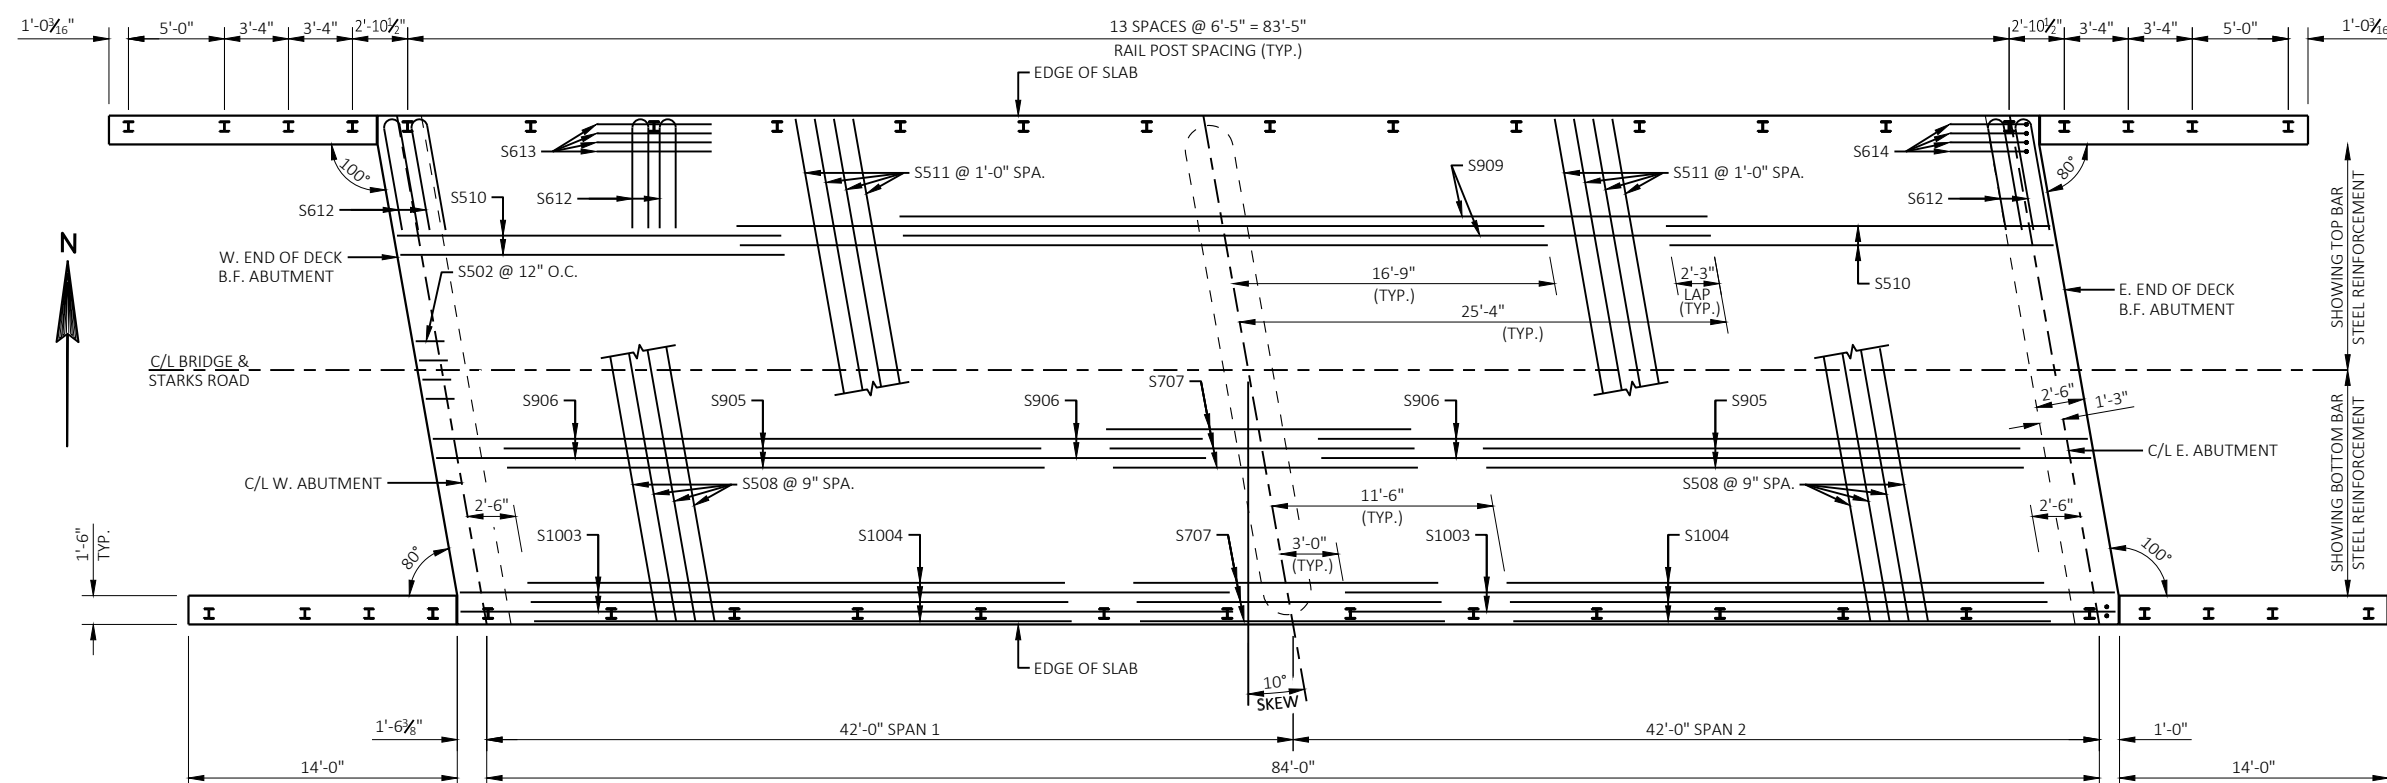 1'-0 3/16" 5'-0" 3'-4" 3'-4" 2'-10 1/2" 13 SPACES @ 6'-5" = 83'-5" 2'-10 1/2" 3'-4" 3'-4" 5'-0" 1'-0 3/16"
RAIL POST SPACING (TYP.)
EDGE OF SLAB
S613
S614
100°
80°
S511 @ 1'-0" SPA.
S909
S511 @ 1'-0" SPA.
S612
S510
S612
S612
N
W. END OF DECK
B.F. ABUTMENT
S502 @ 12" O.C.
16'-9"
(TYP.)
2'-3"
LAP
(TYP.)
S510
E. END OF DECK
B.F. ABUTMENT
25'-4"
(TYP.)
SHOWING TOP BAR
STEEL REINFORCEMENT
C/L BRIDGE &
STARKS ROAD
S707
S906
S905
S906
S906
S905
2'-6"
1'-3"
C/L W. ABUTMENT
S508 @ 9" SPA.
S508 @ 9" SPA.
C/L E. ABUTMENT
2'-6"
11'-6"
(TYP.)
2'-6"
SHOWING BOTTOM BAR
STEEL REINFORCEMENT
1'-6"
TYP.
80°
S1003
S1004
S707
3'-0"
(TYP.)
S1003
S1004
100°
EDGE OF SLAB
10°
SKEW
1'-6 3/8"
42'-0" SPAN 1
42'-0" SPAN 2
1'-0"
14'-0"
84'-0"
14'-0"